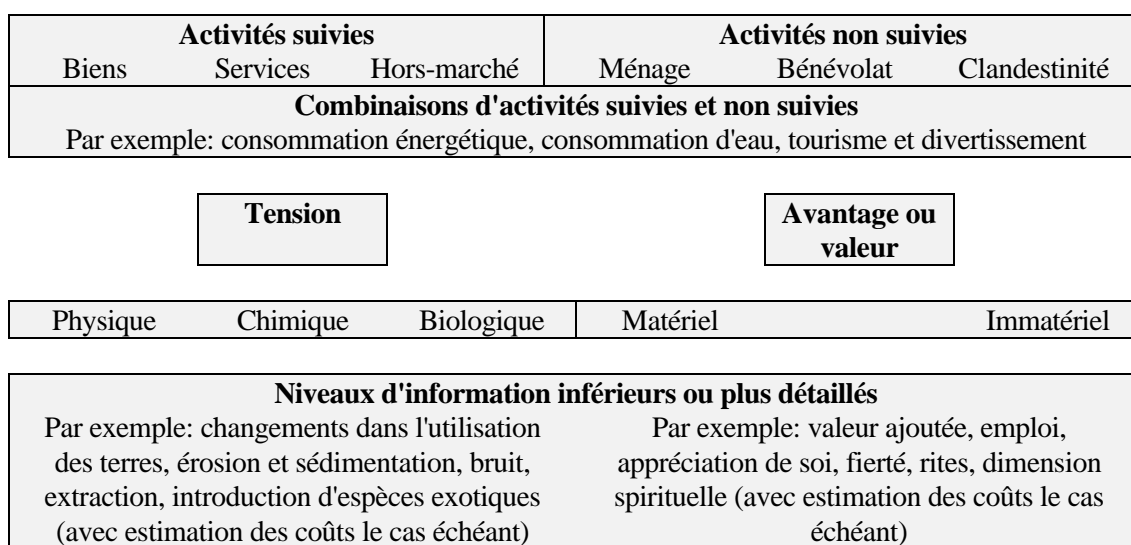 Activités suivies Activités non suivies
Biens Services Hors-marché Ménage Bénévolat Clandestinité
Combinaisons d'activités suivies et non suivies
Par exemple: consommation énergétique, consommation d'eau, tourisme et divertissement
Tension
Avantage ou
valeur
Physique Chimique Biologique Matériel Immatériel
Niveaux d'information inférieurs ou plus détaillés
Par exemple: changements dans l'utilisation
des terres, érosion et sédimentation, bruit,
extraction, introduction d'espèces exotiques
(avec estimation des coûts le cas échéant)
Par exemple: valeur ajoutée, emploi,
appréciation de soi, fierté, rites, dimension
spirituelle (avec estimation des coûts le cas
échéant)